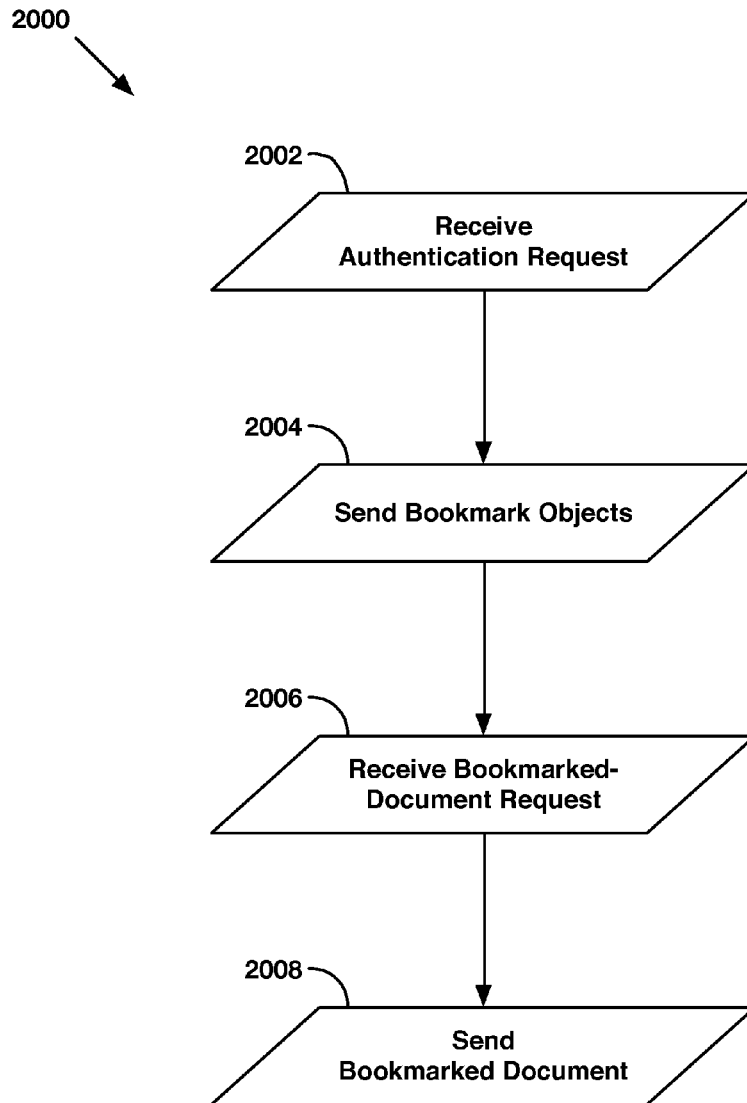 2000
2002
Receive
Authentication Request
2004
Send Bookmark Objects
2006
Receive Bookmarked-
Document Request
2008
Send
Bookmarked Document